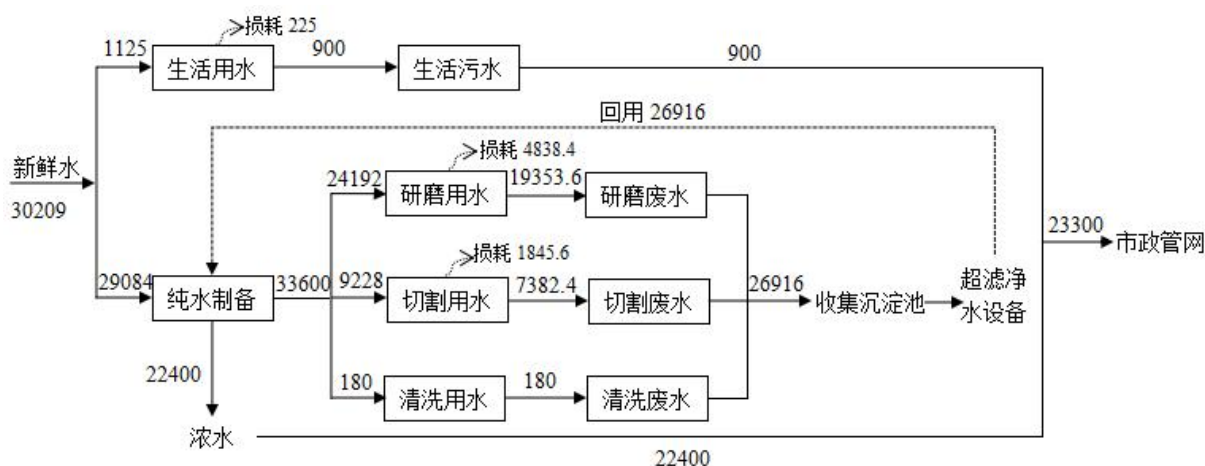 损耗 225
1125
900
900
生活用水
生活污水
回用 26916
损耗 4838.4
新鲜水
24192
19353.6
研磨用水
研磨废水
30209
23300
损耗 1845.6
市政管网
29084
33600
9228
7382.4
26916
超滤净
水设备
纯水制备
切割用水
切割废水
收集沉淀池
22400
180
180
清洗用水
清洗废水
浓水
22400